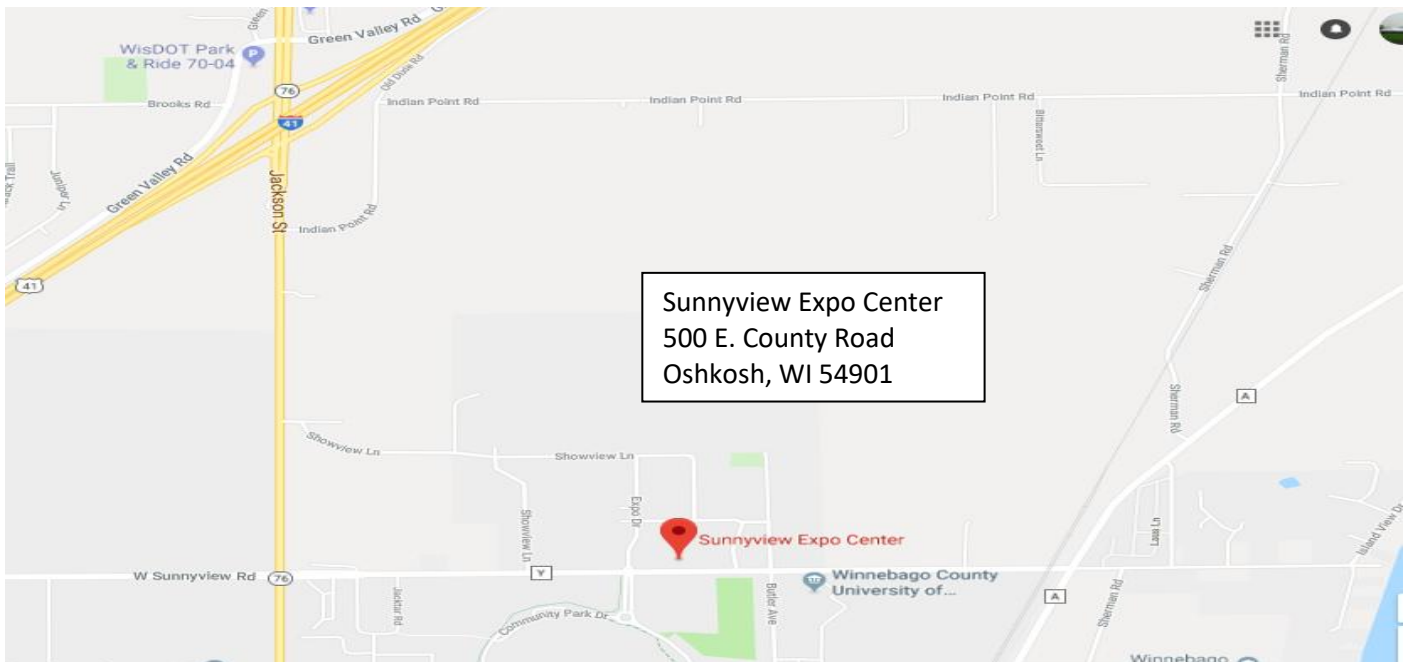 Green
Green Valley Rd
WisDOT Park
& Ride 70-04
P
76
Old Dixie Rd
Sherman Rd
Brooks Rd
Indian Point Rd
Indian Point Rd
Indian Point Rd
Indian Point Rd
41
Bittersweet Ln
Green Valley Rd
Juniper Ln
Trail
Jackson St
Indian Point Rd
Sherman Rd
41
Sunnyview Expo Center
500 E. County Road
Oshkosh, WI 54901
Sherman Rd
A
Showview Ln
Showview Ln
Expo Dr
Showview Ln
Sunnyview Expo Center
Island View Dr
W Sunnyview Rd
76
Y
Winnebago County
University of...
Butler Ave
A
Sherman Rd
Community Park Dr
Winnebago